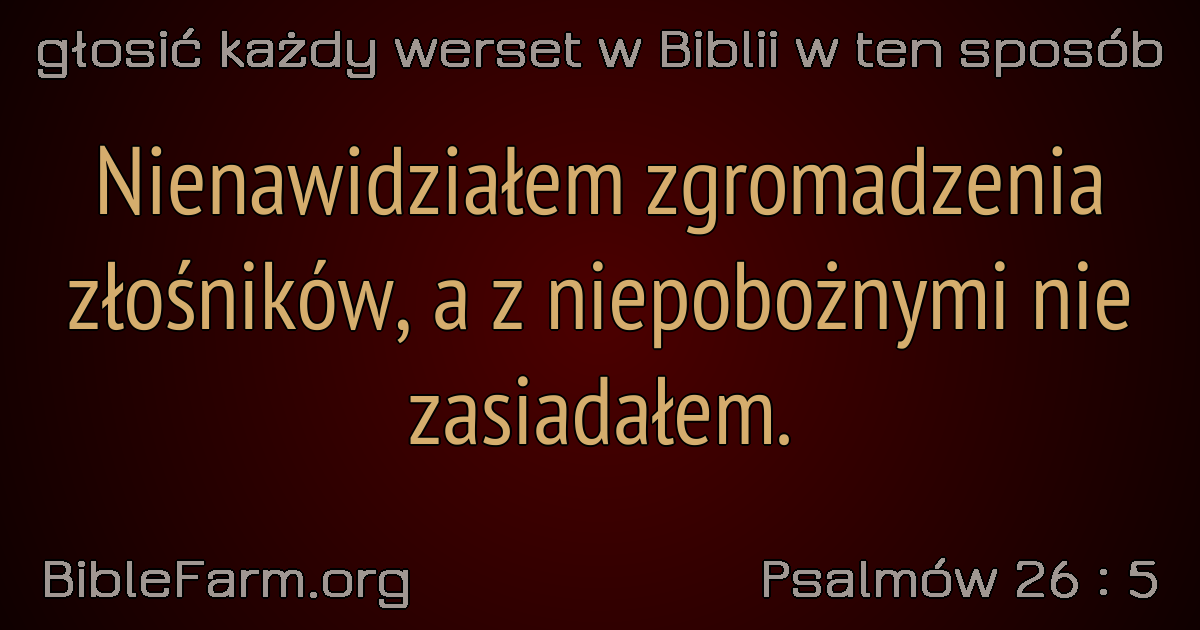 głosić każdy werset w Biblii w ten sposób
Nienawidziałem zgromadzenia
złośników, a z niepobożnymi nie
zasiadałem.
BibleFarm.org
Psalmów 26 : 5